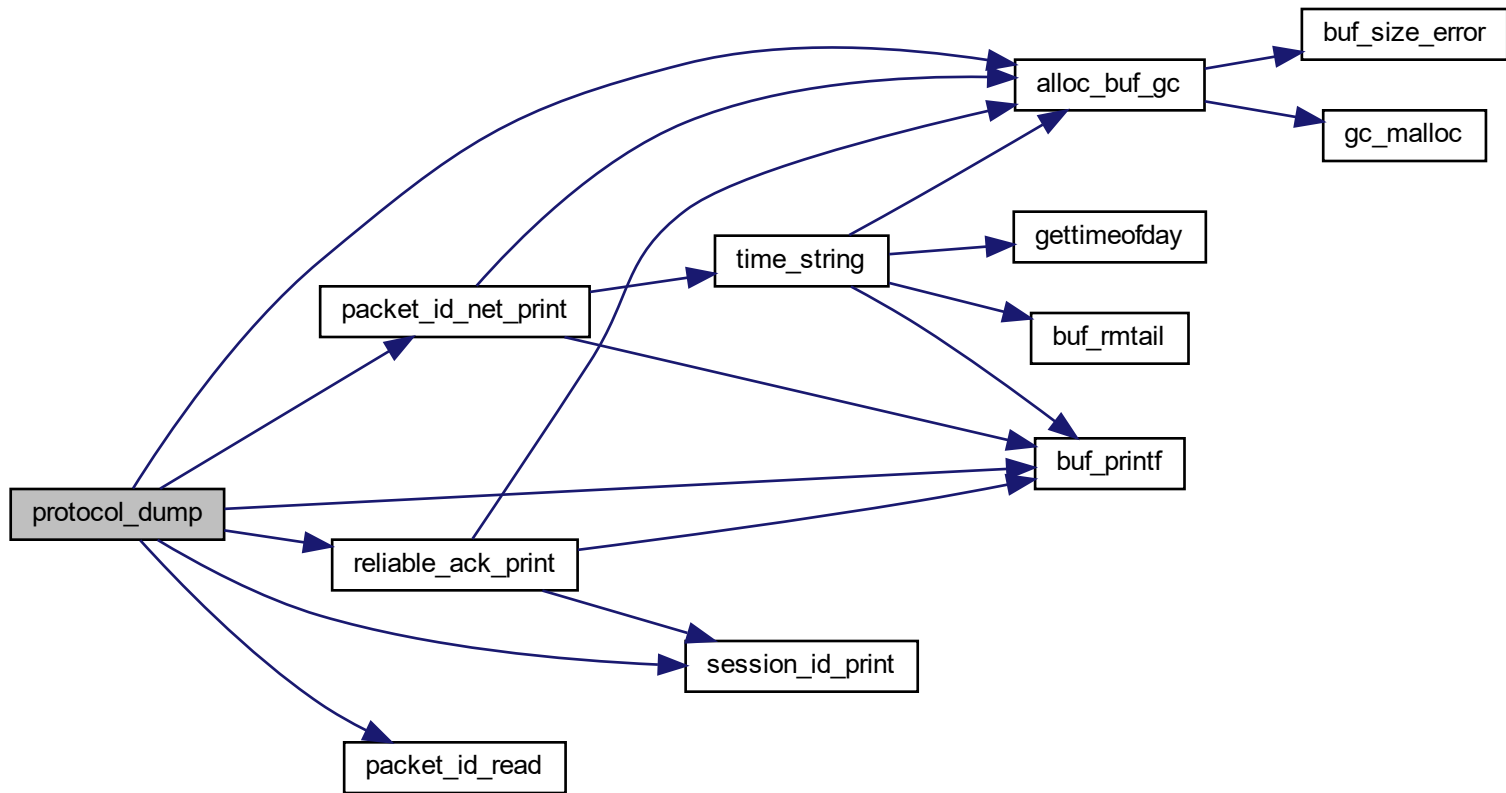 buf_size_error
alloc_buf_gc
gc_malloc
gettimeofday
time_string
packet_id_net_print
buf_rmtail
buf_printf
protocol_dump
reliable_ack_print
session_id_print
packet_id_read